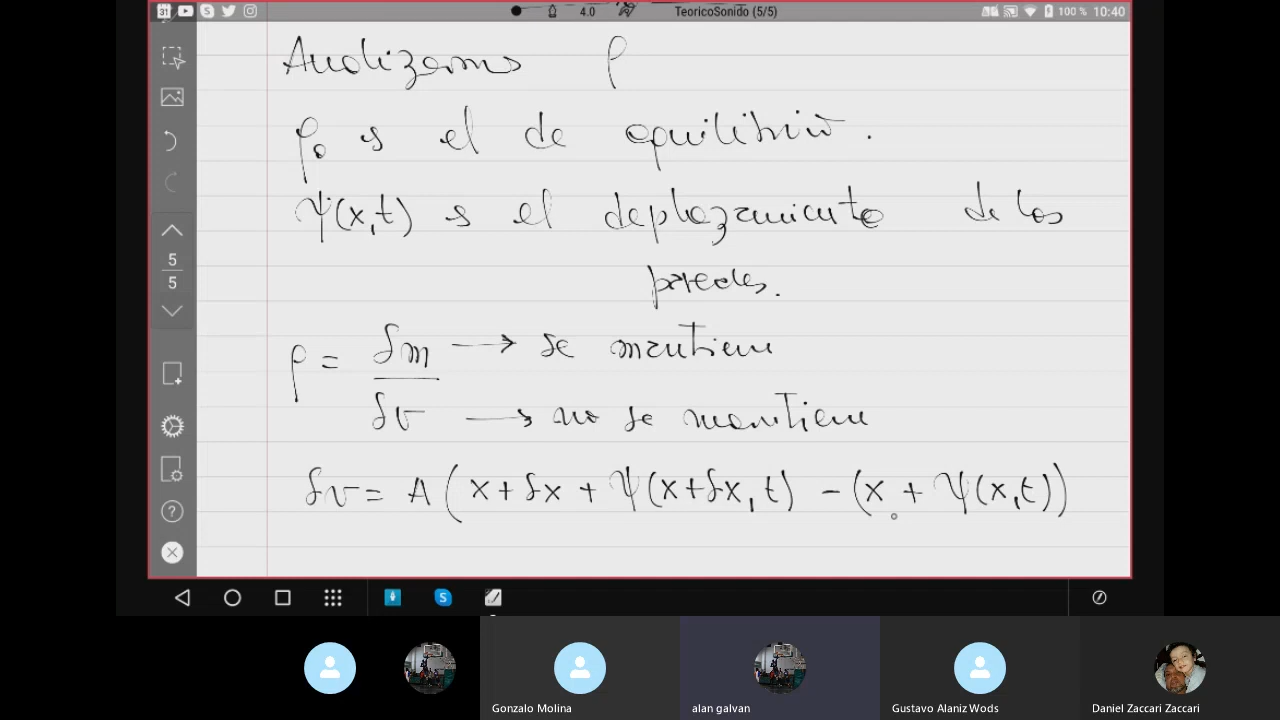 31 4.0 TeoricoSonido (5/5) 100 % 10:40
Analizamos ρ
ρ₀ es el de equilibrio.
Ψ(x,t) es el deplazamiento de las
paredes.
5
5
ρ = δm → se mantiene
δv → no se mantiene
δv = A(x+δx + Ψ(x+δx, t) - (x + Ψ(x,t))
Gonzalo Molina alan galvan Gustavo Alaniz Wods Daniel Zaccari Zaccari